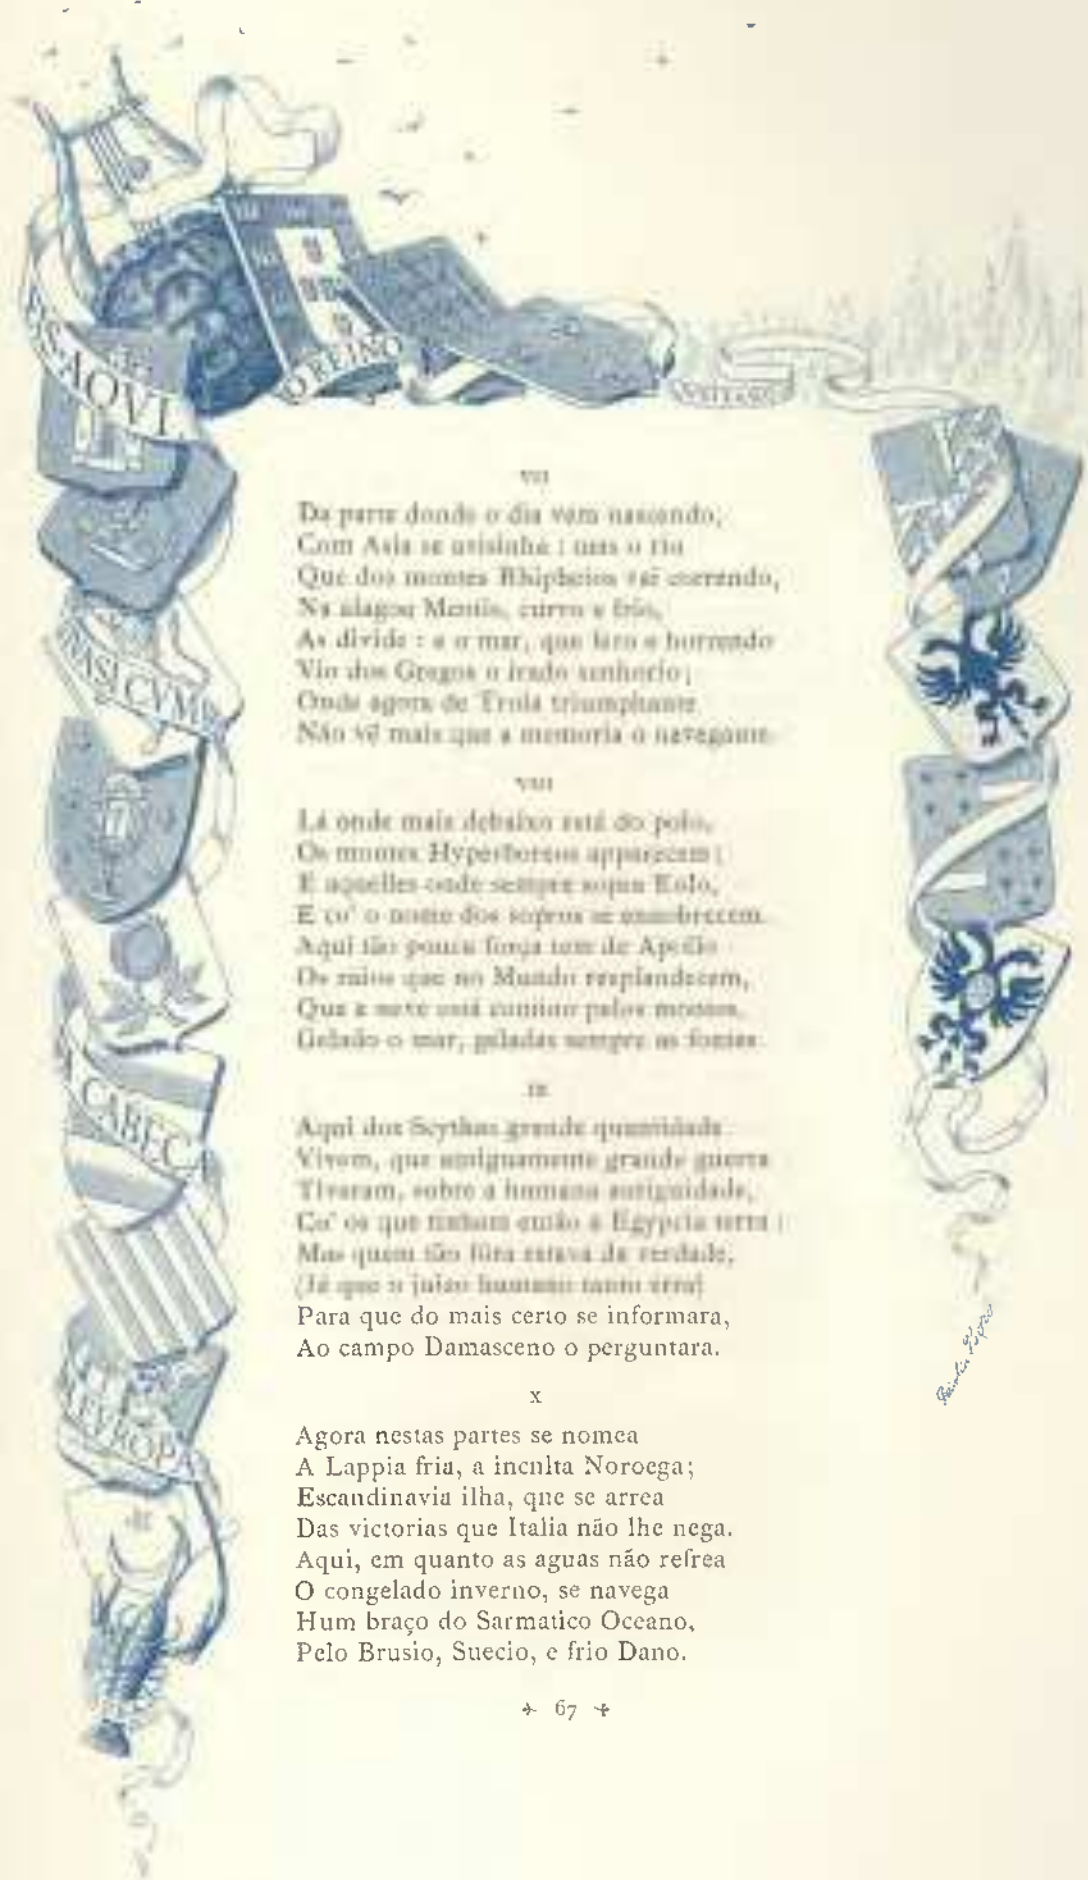 EIS·AQVI
O REINO
QVASI CVME
CABEÇA
EVROPA
VII
Da parte donde o dia vem nascendo,
Com Asia se avisinha: mas o rio
Que dos montes Rhipheios vai correndo,
Na alagoa Meotis, curvo e frio,
As divide: e o mar, que fero e horrendo
Vio dos Gregos o irado senhorio;
Onde agora de Troia triumphante
Não vê mais que a memoria o navegante.
VIII
Lá onde mais debaixo está do polo,
Os montes Hyperboreos apparecem;
E aquelles onde sempre sopra Eolo,
E co' o nome dos sopros se ennobrecem.
Aqui tão pouca força tem de Apollo
Os raios que no Mundo resplandecem,
Que a neve está contino pelos montes,
Gelado o mar, geladas sempre as fontes.
IX
Aqui dos Scythas grande quantidade
Vivem, que antiguamente grande guerra
Tiveram, sobre a humana antiguidade,
Co' os que tinham então a Egypcia terra:
Mas quem tão fóra estava da verdade,
(Já que o juizo humano tanto erra)
Para que do mais certo se informara,
Ao campo Damasceno o perguntara.
X
Agora nestas partes se nomea
A Lappia fria, a inculta Noroega;
Escandinavia ilha, que se arrea
Das victorias que Italia não lhe nega.
Aqui, em quanto as aguas não refrea
O congelado inverno, se navega
Hum braço do Sarmatico Oceano,
Pelo Brusio, Suecio, e frio Dano.
67